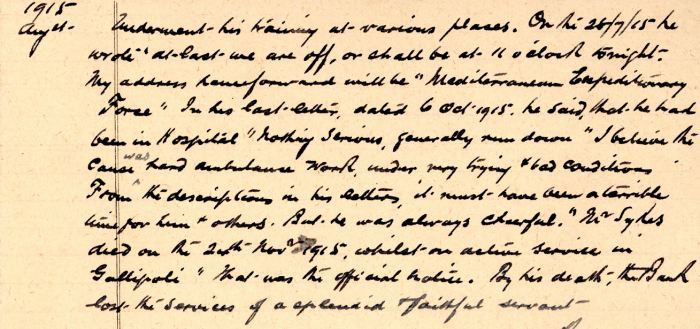 1915
Augst. Underwent his training at various places. On the 28/7/15 he
wrote "at last we are off, or shall be at 11 oclock tonight.
My address henceforward will be "Mediterranean Expeditionary
Force" In his last letter, dated 6 Oct 1915. he said, that he had
been in Hospital "Nothing Serious, generally run down "I believe the
cause was hard ambulance work, under very trying & bad conditions
From the descriptions in his letters, it must have been a terrible
time for him & others. But he was always cheerful. "Mr Sykes
died on the 24th Novr 1915, whilst on active service in
Gallipoli" That was the official notice. By his death, the Bank
lost the services of a splendid & faithful servant